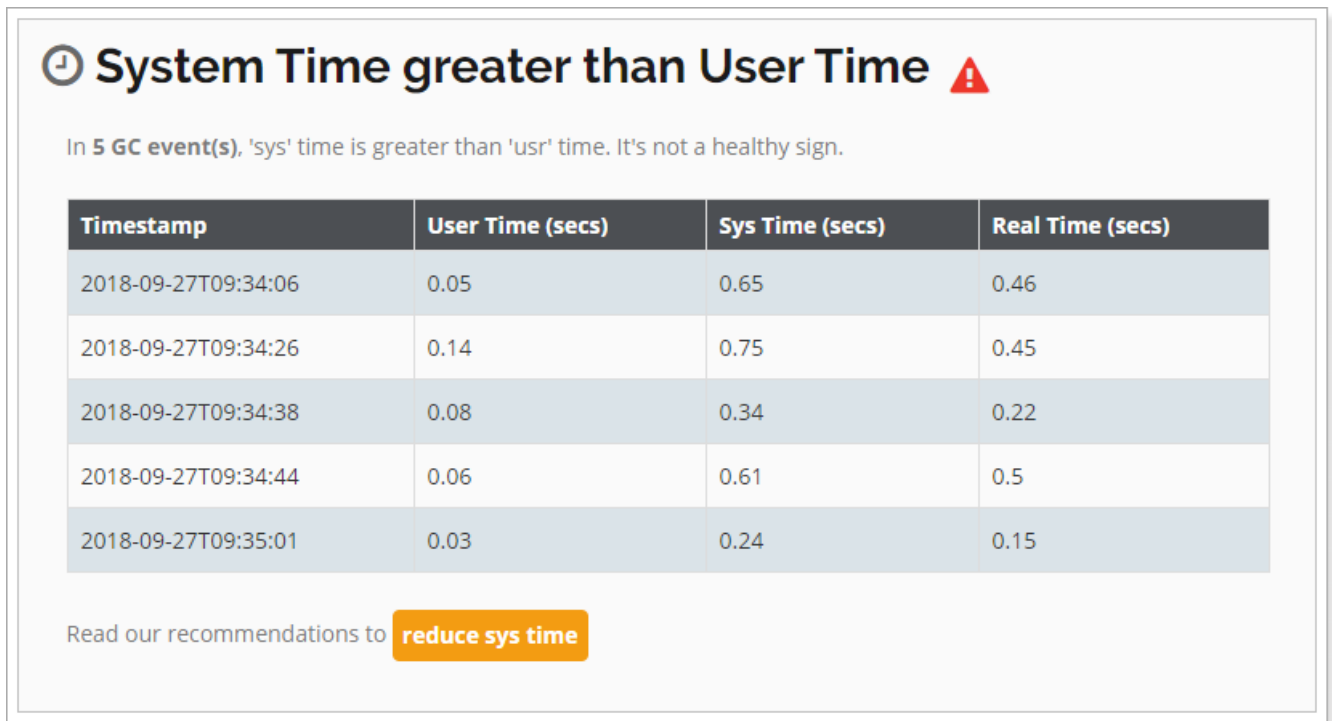 System Time greater than User Time
In 5 GC event(s), 'sys' time is greater than 'usr' time. It's not a healthy sign.
Timestamp User Time (secs) Sys Time (secs) Real Time (secs)
2018-09-27T09:34:06 0.05 0.65 0.46
2018-09-27T09:34:26 0.14 0.75 0.45
2018-09-27T09:34:38 0.08 0.34 0.22
2018-09-27T09:34:44 0.06 0.61 0.5
2018-09-27T09:35:01 0.03 0.24 0.15
Read our recommendations to reduce sys time